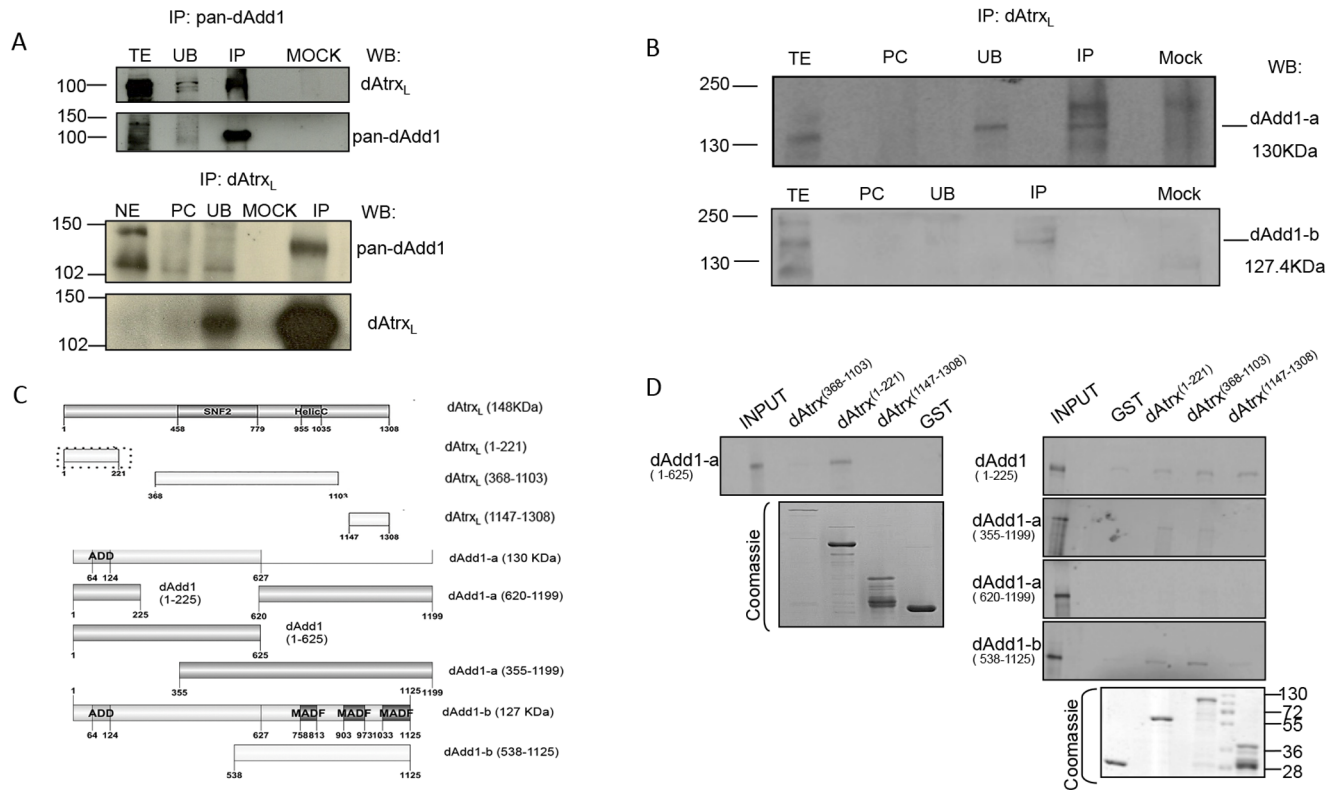 A
IP: pan-dAdd1
TE UB IP MOCK WB:
100 dAtrxL
150
100 pan-dAdd1
IP: dAtrxL
NE PC UB MOCK IP WB:
150
pan-dAdd1
102
150
dAtrxL
102
B
IP: dAtrxL
TE PC UB IP Mock WB:
250
dAdd1-a
130
130KDa
TE PC UB IP Mock
250
dAdd1-b
130
127.4KDa
C
SNF2 HelicC dAtrxL (148KDa)
1 458 779 955 1035 1308
dAtrxL (1-221)
1 221
dAtrxL (368-1103)
368 1103
dAtrxL (1147-1308)
1147 1308
ADD dAdd1-a (130 KDa)
64 124 627
dAdd1
(1-225)
dAdd1-a (620-1199)
1 225 620 1199
dAdd1
(1-625)
625
dAdd1-a (355-1199)
1 355 1125 1199
ADD MADF MADF MADF dAdd1-b (127 KDa)
64 124 627 758 813 903 973 1033 1125
dAdd1-b (538-1125)
538 1125
D
INPUT dAtrx(368-1103) dAtrx(1-221) dAtrx(1147-1308) GST
dAdd1-a
( 1-625)
Coomassie
INPUT GST dAtrx(1-221) dAtrx(368-1103) dAtrx(1147-1308)
dAdd1
( 1-225)
dAdd1-a
( 355-1199)
dAdd1-a
( 620-1199)
dAdd1-b
( 538-1125)
Coomassie
130
72
55
36
28